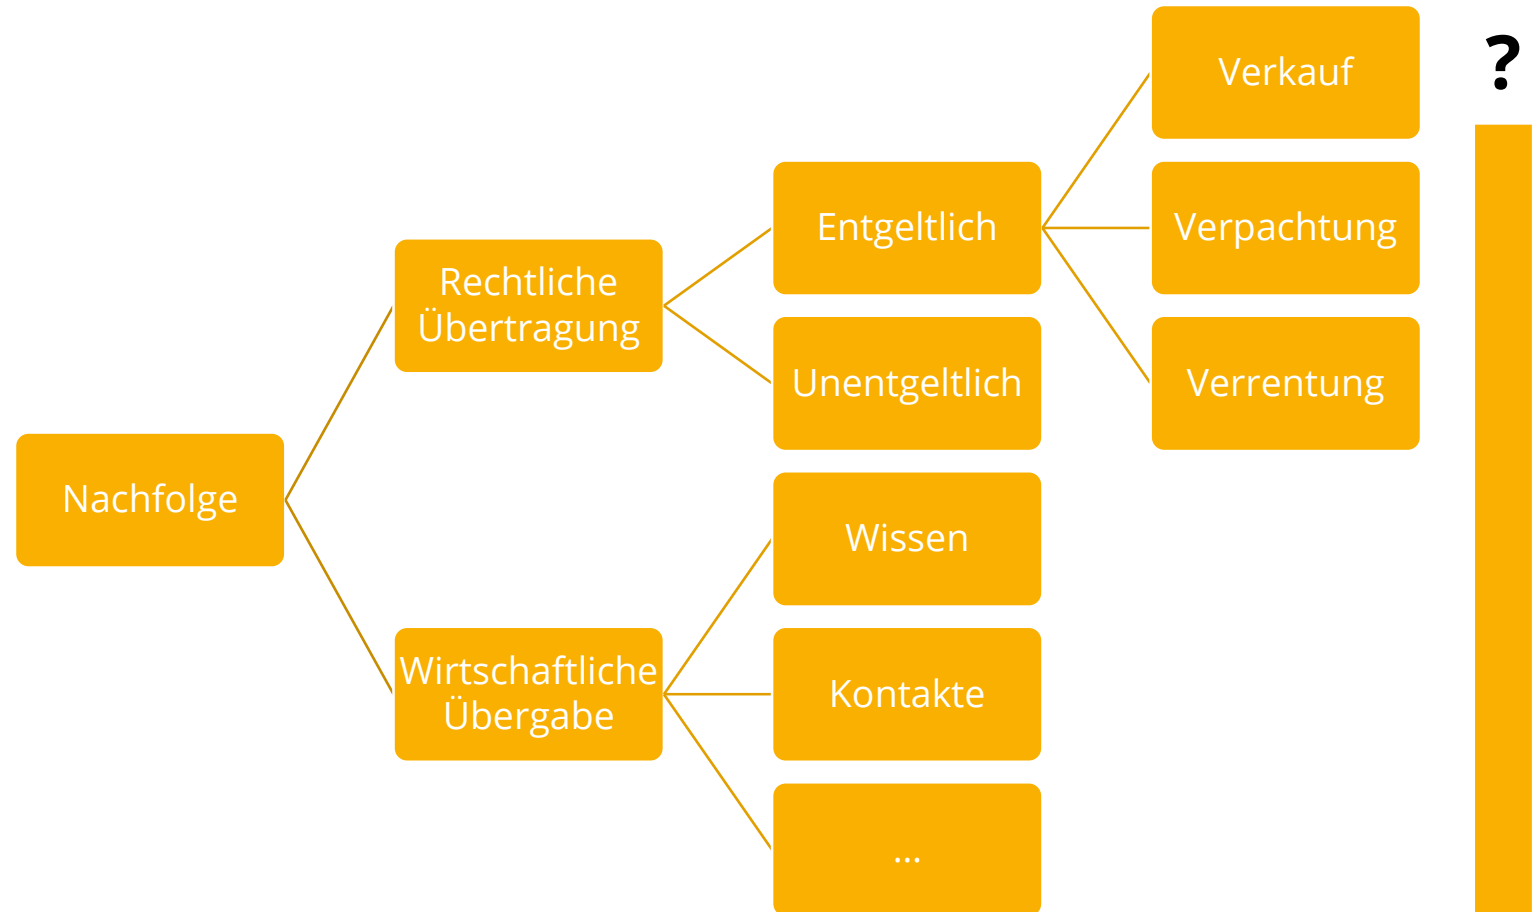 Nachfolge
Rechtliche
Übertragung
Entgeltlich
Verkauf
Verpachtung
Verrentung
Unentgeltlich
Wirtschaftliche
Übergabe
Wissen
Kontakte
...
?